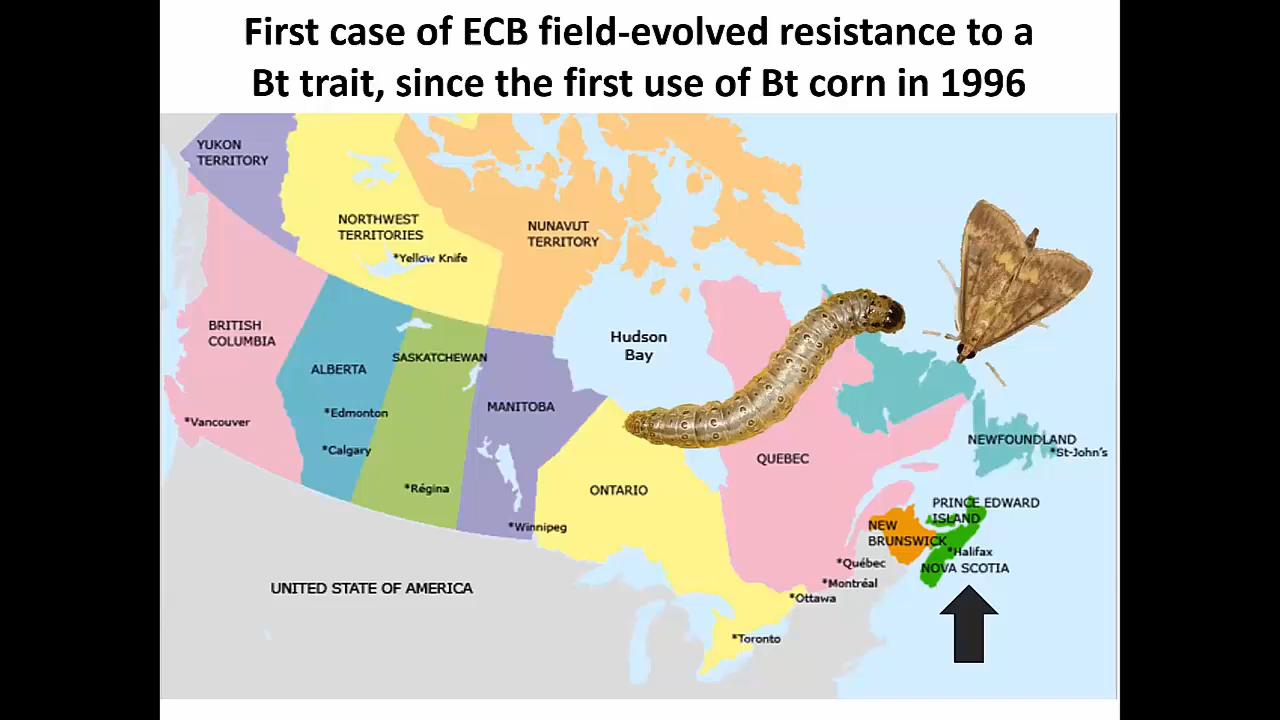 First case of ECB field-evolved resistance to a
Bt trait, since the first use of Bt corn in 1996
YUKON
TERRITORY
NORTHWEST
TERRITORIES
*Yellow Knife
NUNAVUT
TERRITORY
BRITISH
COLUMBIA
*Vancouver
ALBERTA
*Edmonton
*Calgary
SASKATCHEWAN
*Régina
MANITOBA
*Winnipeg
Hudson
Bay
ONTARIO
QUEBEC
NEWFOUNDLAND
*St-John's
PRINCE EDWARD
ISLAND
NEW
BRUNSWICK
*Halifax
NOVA SCOTIA
*Québec
*Montréal
*Ottawa
*Toronto
UNITED STATE OF AMERICA